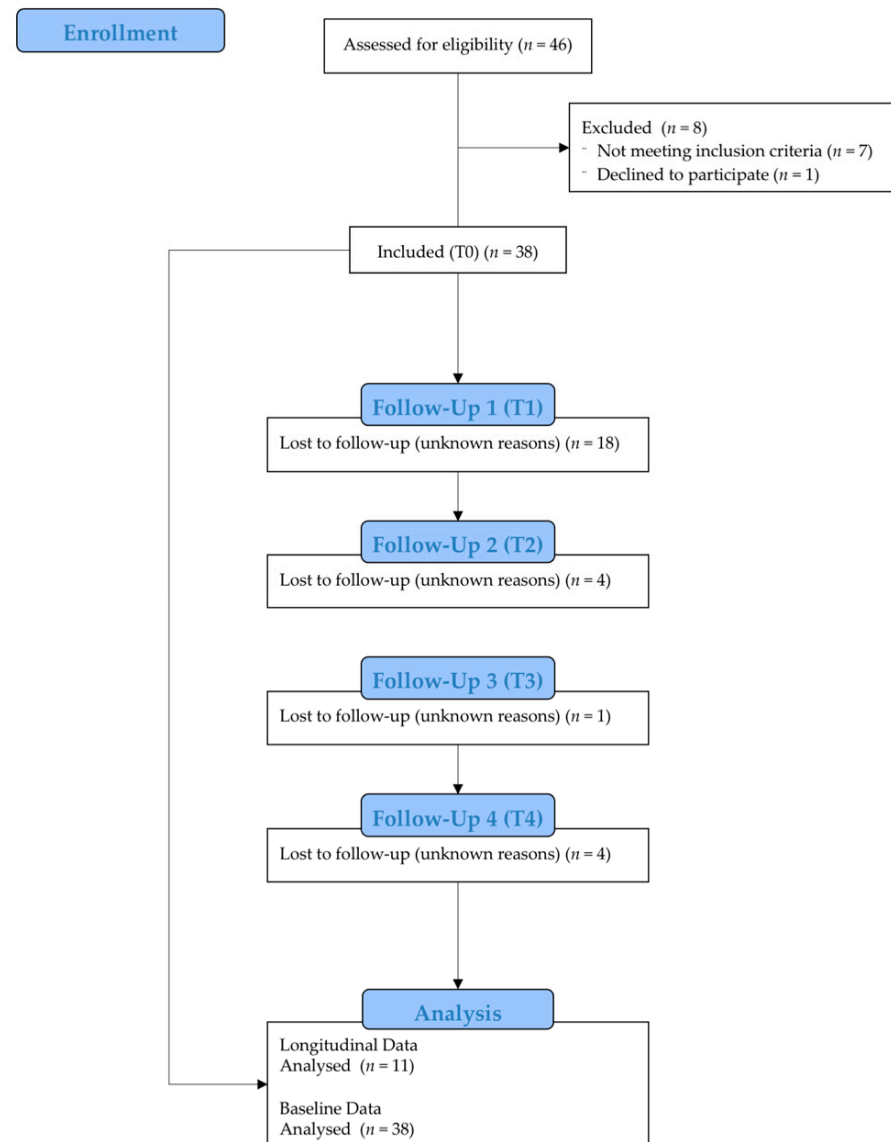 Enrollment
Assessed for eligibility (n = 46)
Excluded (n = 8)
¨ Not meeting inclusion criteria (n = 7)
¨ Declined to participate (n = 1)
Included (T0) (n = 38)
Follow-Up 1 (T1)
Lost to follow-up (unknown reasons) (n = 18)
Follow-Up 2 (T2)
Lost to follow-up (unknown reasons) (n = 4)
Follow-Up 3 (T3)
Lost to follow-up (unknown reasons) (n = 1)
Follow-Up 4 (T4)
Lost to follow-up (unknown reasons) (n = 4)
Analysis
Longitudinal Data
Analysed (n = 11)
Baseline Data
Analysed (n = 38)